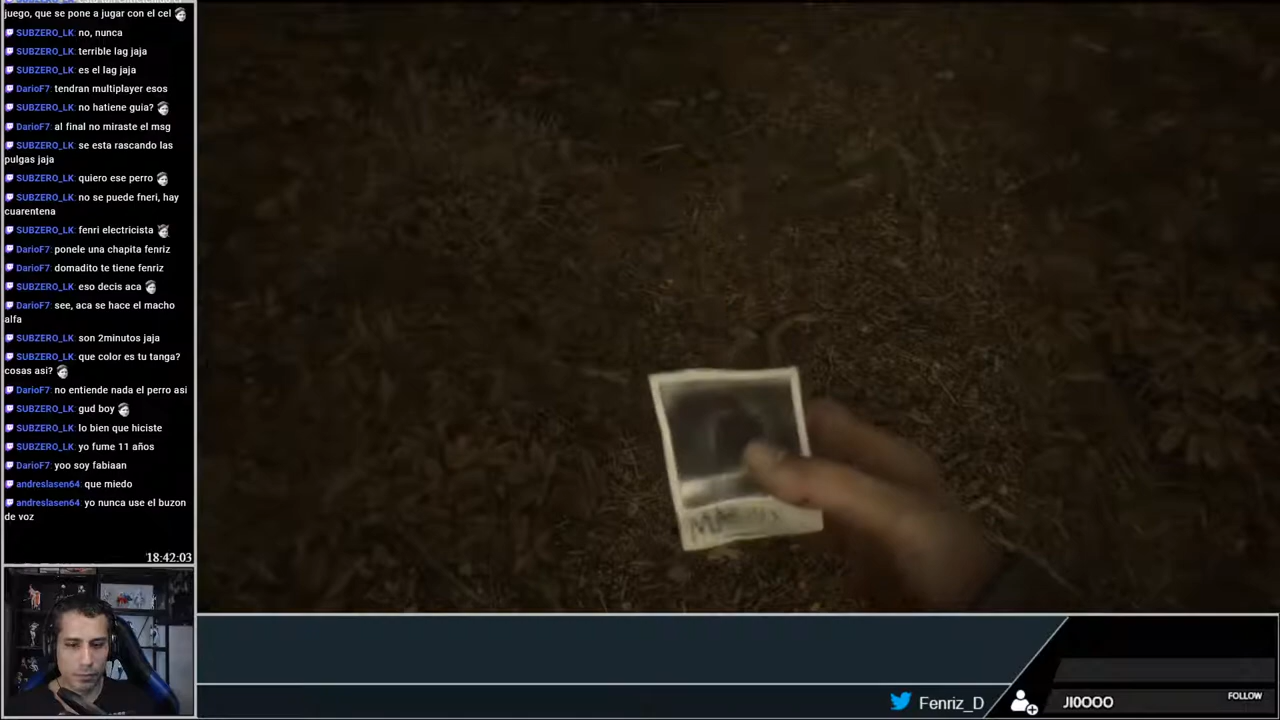 juego, que se pone a jugar con el cel
SUBZERO_LK: no, nunca
SUBZERO_LK: terrible lag jaja
SUBZERO_LK: es el lag jaja
DarioF7: tendran multiplayer esos
SUBZERO_LK: no hatiene guia?
DarioF7: al final no miraste el msg
SUBZERO_LK: se esta rascando las
pulgas jaja
SUBZERO_LK: quiero ese perro
SUBZERO_LK: no se puede fneri, hay
cuarentena
SUBZERO_LK: fenri electricista
DarioF7: ponele una chapita fenriz
DarioF7: domadito te tiene fenriz
SUBZERO_LK: eso decis aca
DarioF7: see, aca se hace el macho
alfa
SUBZERO_LK: son 2minutos jaja
SUBZERO_LK: que color es tu tanga?
cosas asi?
DarioF7: no entiende nada el perro asi
SUBZERO_LK: gud boy
SUBZERO_LK: lo bien que hiciste
SUBZERO_LK: yo fume 11 años
DarioF7: yoo soy fabiaan
andreslasen64: que miedo
andreslasen64: yo nunca use el buzon
de voz
18:42:03
Fenriz_D
JI0OOO
FOLLOW